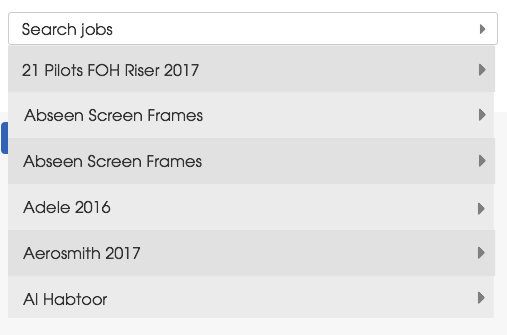 Search jobs
21 Pilots FOH Riser 2017
Abseen Screen Frames
Abseen Screen Frames
Adele 2016
Aerosmith 2017
Al Habtoor